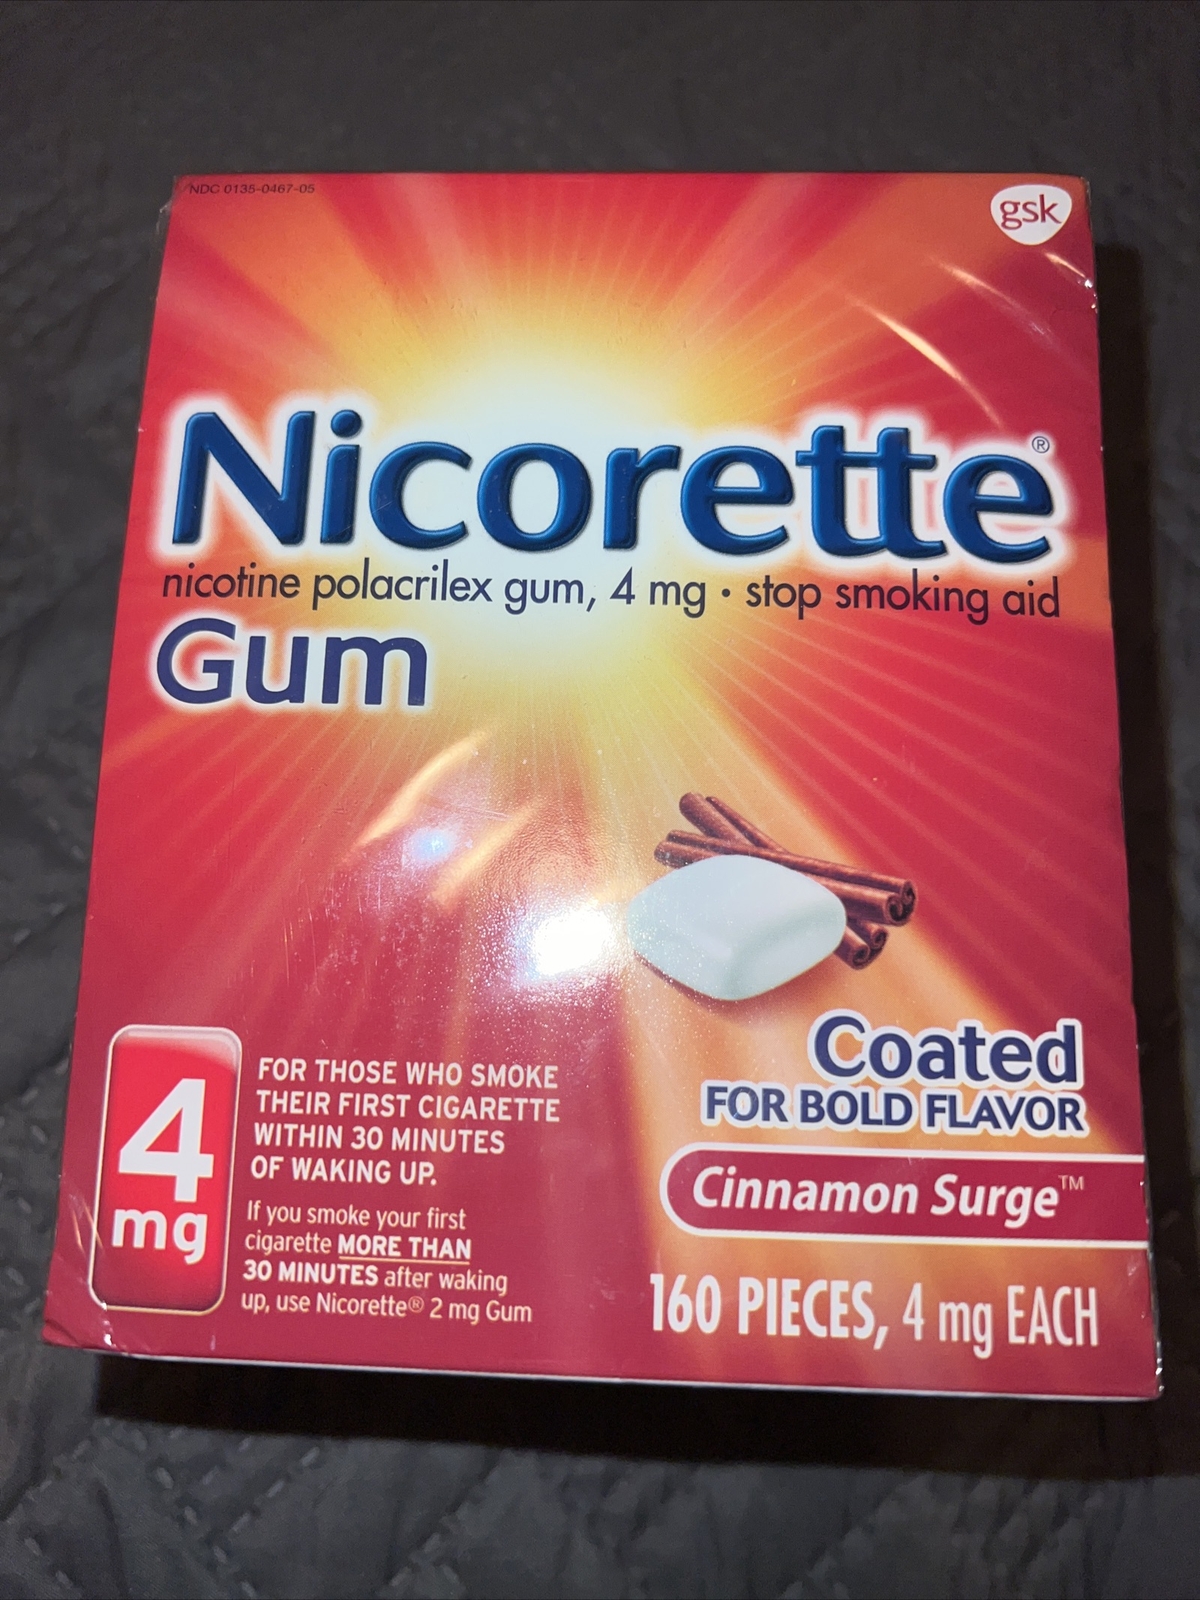 NDC 0135-0467-05
gsk
Nicorette®
nicotine polacrilex gum, 4 mg • stop smoking aid
Gum
4
mg
FOR THOSE WHO SMOKE
THEIR FIRST CIGARETTE
WITHIN 30 MINUTES
OF WAKING UP.
If you smoke your first
cigarette MORE THAN
30 MINUTES after waking
up, use Nicorette® 2 mg Gum
Coated
FOR BOLD FLAVOR
Cinnamon Surge™
160 PIECES, 4 mg EACH